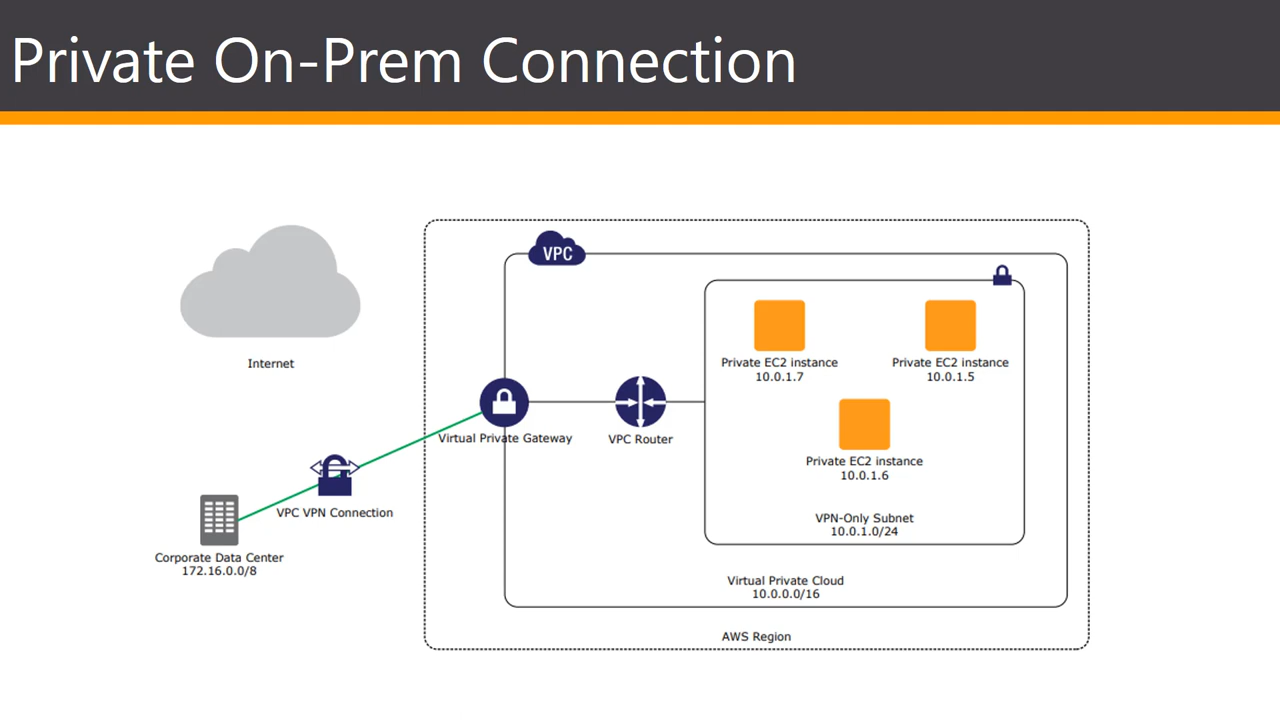 Private On-Prem Connection
VPC
Internet
Private EC2 instance
10.0.1.7
Private EC2 instance
10.0.1.5
Virtual Private Gateway
VPC Router
Private EC2 instance
10.0.1.6
VPC VPN Connection
VPN-Only Subnet
10.0.1.0/24
Corporate Data Center
172.16.0.0/8
Virtual Private Cloud
10.0.0.0/16
AWS Region